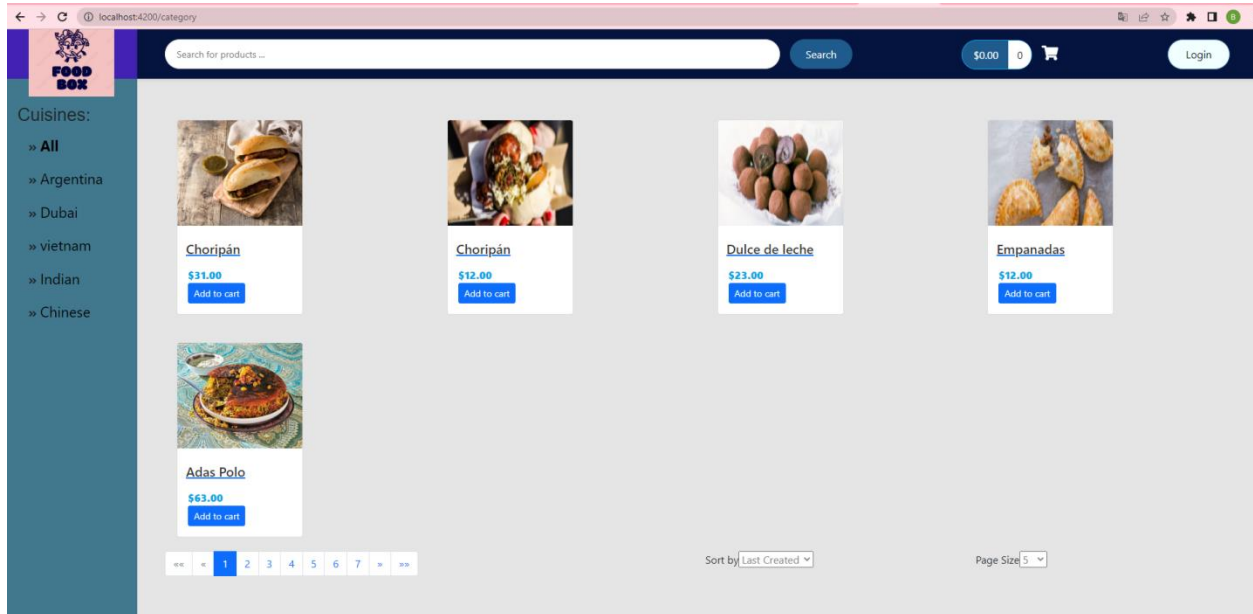 localhost:4200/category
B
FOOD
BOX
Search for products ...
Search
$0.00 0
Login
Cuisines:
» All
» Argentina
» Dubai
» vietnam
» Indian
» Chinese
Choripán
$31.00
Add to cart
Choripán
$12.00
Add to cart
Dulce de leche
$23.00
Add to cart
Empanadas
$12.00
Add to cart
Adas Polo
$63.00
Add to cart
«« « 1 2 3 4 5 6 7 » »»
Sort by Last Created
Page Size 5